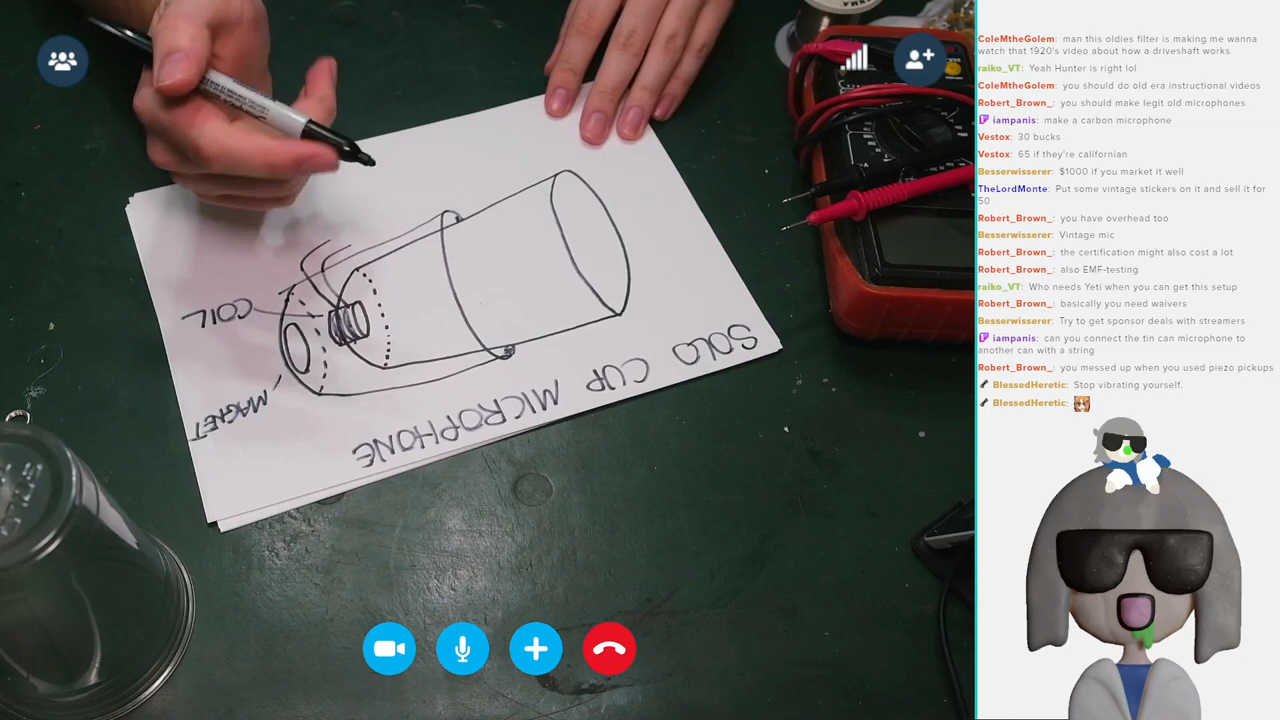 COIL
MAGNET
SOLO CUP MICROPHONE
ColeMtheGolem: man this oldies filter is making me wanna
watch that 1920's video about how a driveshaft works
raiko_VT: Yeah Hunter is right lol
ColeMtheGolem: you should do old era instructional videos
Robert_Brown_: you should make legit old microphones
iampanis: make a carbon microphone
Vestox: 30 bucks
Vestox: 65 if they're californian
Besserwisserer: $1000 if you market it well
TheLordMonte: Put some vintage stickers on it and sell it for
50
Robert_Brown_: you have overhead too
Besserwisserer: Vintage mic
Robert_Brown_: the certification might also cost a lot
Robert_Brown_: also EMF-testing
raiko_VT: Who needs Yeti when you can get this setup
Robert_Brown_: basically you need waivers
Besserwisserer: Try to get sponsor deals with streamers
iampanis: can you connect the tin can microphone to
another can with a string
Robert_Brown_: you messed up when you used piezo pickups
BlessedHeretic: Stop vibrating yourself.
BlessedHeretic: